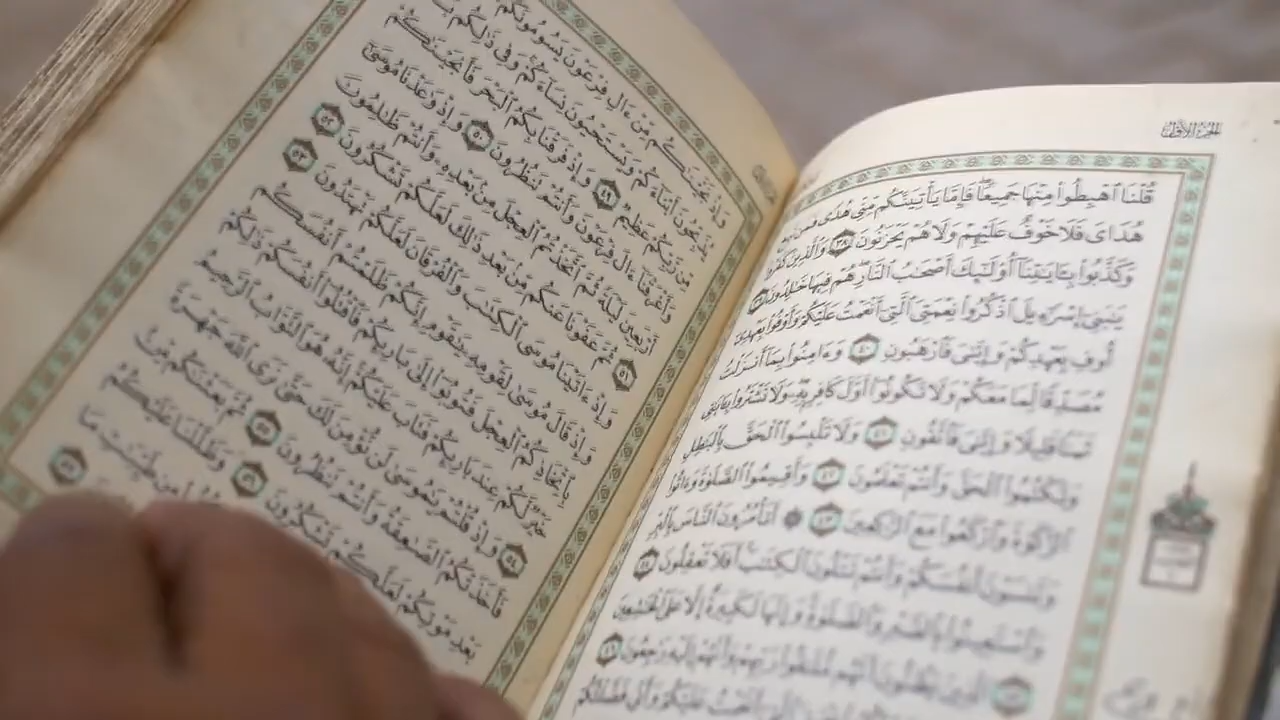 الجزء الأول
قُلْنَا ٱهْبِطُوا۟ مِنْهَا جَمِيعًا فَإِمَّا يَأْتِيَنَّكُم مِّنِّى هُدًى فَمَن تَبِعَ
هُدَاىَ فَلَا خَوْفٌ عَلَيْهِمْ وَلَا هُمْ يَحْزَنُونَ ٣٨ وَٱلَّذِينَ كَفَرُوا۟
وَكَذَّبُوا۟ بِـَٔايَٰتِنَآ أُو۟لَٰٓئِكَ أَصْحَٰبُ ٱلنَّارِ هُمْ فِيهَا خَٰلِدُونَ ٣٩
يَٰبَنِىٓ إِسْرَٰٓءِيلَ ٱذْكُرُوا۟ نِعْمَتِىَ ٱلَّتِىٓ أَنْعَمْتُ عَلَيْكُمْ وَأَوْفُوا۟ بِعَهْدِىٓ
أُوفِ بِعَهْدِكُمْ وَإِيَّٰىَ فَٱرْهَبُونِ ٤٠ وَءَامِنُوا۟ بِمَآ أَنزَلْتُ
مُصَدِّقًا لِّمَا مَعَكُمْ وَلَا تَكُونُوٓا۟ أَوَّلَ كَافِرٍۭ بِهِۦ وَلَا تَشْتَرُوا۟ بِـَٔايَٰتِى
ثَمَنًا قَلِيلًا وَإِيَّٰىَ فَٱتَّقُونِ ٤١ وَلَا تَلْبِسُوا۟ ٱلْحَقَّ بِٱلْبَٰطِلِ
وَتَكْتُمُوا۟ ٱلْحَقَّ وَأَنتُمْ تَعْلَمُونَ ٤٢ وَأَقِيمُوا۟ ٱلصَّلَوٰةَ وَءَاتُوا۟
ٱلزَّكَوٰةَ وَٱرْكَعُوا۟ مَعَ ٱلرَّٰكِعِينَ ٤٣ ۞ أَتَأْمُرُونَ ٱلنَّاسَ بِٱلْبِرِّ
وَتَنسَوْنَ أَنفُسَكُمْ وَأَنتُمْ تَتْلُونَ ٱلْكِتَٰبَ أَفَلَا تَعْقِلُونَ ٤٤
وَٱسْتَعِينُوا۟ بِٱلصَّبْرِ وَٱلصَّلَوٰةِ وَإِنَّهَا لَكَبِيرَةٌ إِلَّا عَلَى ٱلْخَٰشِعِينَ
٤٥ ٱلَّذِينَ يَظُنُّونَ أَنَّهُم مُّلَٰقُوا۟ رَبِّهِمْ وَأَنَّهُمْ إِلَيْهِ رَٰجِعُونَ ٤٦
أَنْعَمْتُ عَلَيْكُمْ وَأَنِّى فَضَّلْتُكُمْ
وَإِذْ نَجَّيْنَٰكُم مِّنْ ءَالِ فِرْعَوْنَ يَسُومُونَكُمْ
يُذَبِّحُونَ أَبْنَآءَكُمْ وَيَسْتَحْيُونَ نِسَآءَكُمْ وَفِى ذَٰلِكُم
مِّن رَّبِّكُمْ عَظِيمٌ ٤٩ وَإِذْ فَرَقْنَا بِكُمُ ٱلْبَحْرَ فَأَنجَيْنَٰكُمْ
وَأَغْرَقْنَآ ءَالَ فِرْعَوْنَ وَأَنتُمْ تَنظُرُونَ ٥٠ وَإِذْ وَٰعَدْنَا مُوسَىٰٓ
أَرْبَعِينَ لَيْلَةً ثُمَّ ٱتَّخَذْتُمُ ٱلْعِجْلَ مِنۢ بَعْدِهِۦ وَأَنتُمْ ظَٰلِمُونَ
٥١ ثُمَّ عَفَوْنَا عَنكُم مِّنۢ بَعْدِ ذَٰلِكَ لَعَلَّكُمْ تَشْكُرُونَ ٥٢
وَإِذْ ءَاتَيْنَا مُوسَى ٱلْكِتَٰبَ وَٱلْفُرْقَانَ لَعَلَّكُمْ تَهْتَدُونَ ٥٣
وَإِذْ قَالَ مُوسَىٰ لِقَوْمِهِۦ يَٰقَوْمِ إِنَّكُمْ ظَلَمْتُمْ أَنفُسَكُم
بِٱتِّخَاذِكُمُ ٱلْعِجْلَ فَتُوبُوٓا۟ إِلَىٰ بَارِئِكُمْ فَٱقْتُلُوٓا۟ أَنفُسَكُمْ ذَٰلِكُمْ
خَيْرٌ لَّكُمْ عِندَ بَارِئِكُمْ فَتَابَ عَلَيْكُمْ إِنَّهُۥ هُوَ ٱلتَّوَّابُ ٱلرَّحِيمُ
٥٤ وَإِذْ قُلْتُمْ يَٰمُوسَىٰ لَن نُّؤْمِنَ لَكَ حَتَّىٰ نَرَى ٱللَّهَ جَهْرَةً
فَأَخَذَتْكُمُ ٱلصَّٰعِقَةُ وَأَنتُمْ تَنظُرُونَ ٥٥ ثُمَّ بَعَثْنَٰكُم مِّنۢ
بَعْدِ مَوْتِكُمْ لَعَلَّكُمْ تَشْكُرُونَ ٥٦ وَظَلَّلْنَا عَلَيْكُمُ
مِن طَيِّبَٰتِ مَا
٥٧